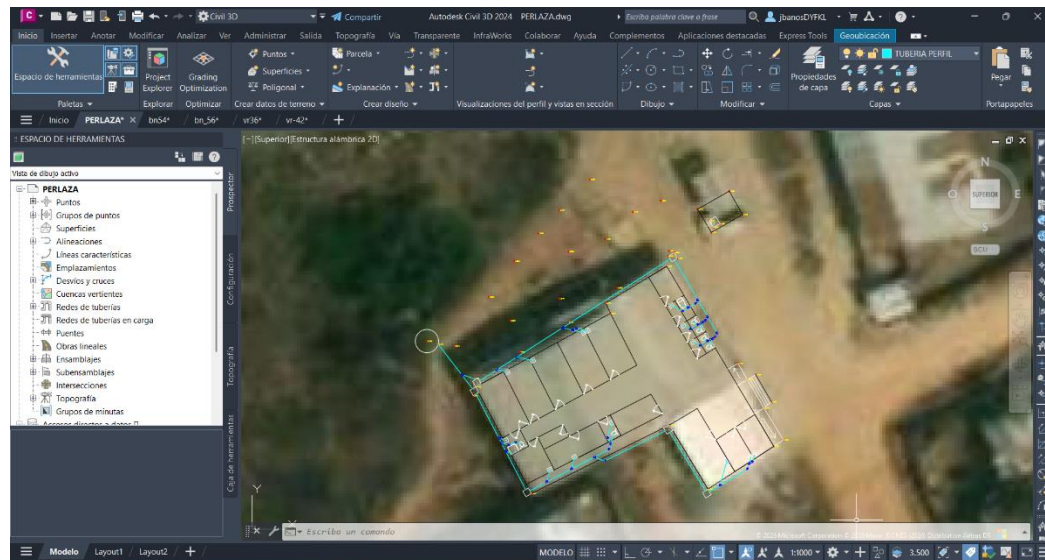 Civil 3D
Compartir
Autodesk Civil 3D 2024 PERLAZA.dwg
Escriba palabra clave o frase
jbanosDYFKL
Inicio Insertar Anotar Modificar Analizar Ver Administrar Salida Topografía Vía Transparente InfraWorks Colaborar Ayuda Complementos Aplicaciones destacadas Express Tools Geoubicación
Espacio de herramientas
Project Explorer
Grading Optimization
Puntos
Superficies
Poligonal
Parcela
Explanación
Propiedades de capa
TUBERIA PERFIL
Pegar
Paletas Explorar Optimizar Crear datos de terreno Crear diseño Visualizaciones del perfil y vistas en sección Dibujo Modificar Capas Portapapeles
Inicio PERLAZA* bn54* bn_56* vr36* vr-42*
ESPACIO DE HERRAMIENTAS
[−][Superior][Estructura alámbrica 2D]
Vista de dibujo activo
PERLAZA
Puntos
Grupos de puntos
Superficies
Alineaciones
Líneas características
Emplazamientos
Desvíos y cruces
Cuencas vertientes
Redes de tuberías
Redes de tuberías en carga
Puentes
Obras lineales
Ensamblajes
Subensamblajes
Intersecciones
Topografía
Grupos de minutas
Accesos directos a datos []
Prospector
Configuración
Topografía
Caja de herramientas
N
O SUPERIOR E
S
SCU
Y
Escriba un comando
Modelo Layout1 Layout2
MODELO 1:1000 3.500